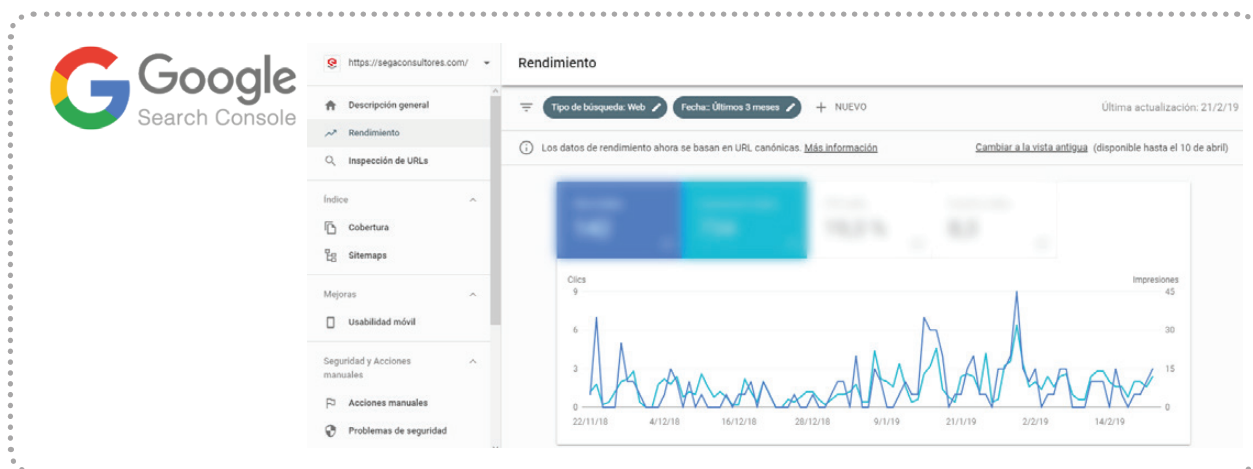 Google
Search Console
https://segaconsultores.com/
Descripción general
Rendimiento
Inspección de URLs
Índice
Cobertura
Sitemaps
Mejoras
Usabilidad móvil
Seguridad y Acciones
manuales
Acciones manuales
Problemas de seguridad
Rendimiento
Tipo de búsqueda: Web
Fecha:: Últimos 3 meses
+ NUEVO
Última actualización: 21/2/19
Los datos de rendimiento ahora se basan en URL canónicas. Más información
Cambiar a la vista antigua (disponible hasta el 10 de abril)
Clics
Impresiones
9
45
6
30
3
15
0
0
22/11/18
4/12/18
16/12/18
28/12/18
9/1/19
21/1/19
2/2/19
14/2/19